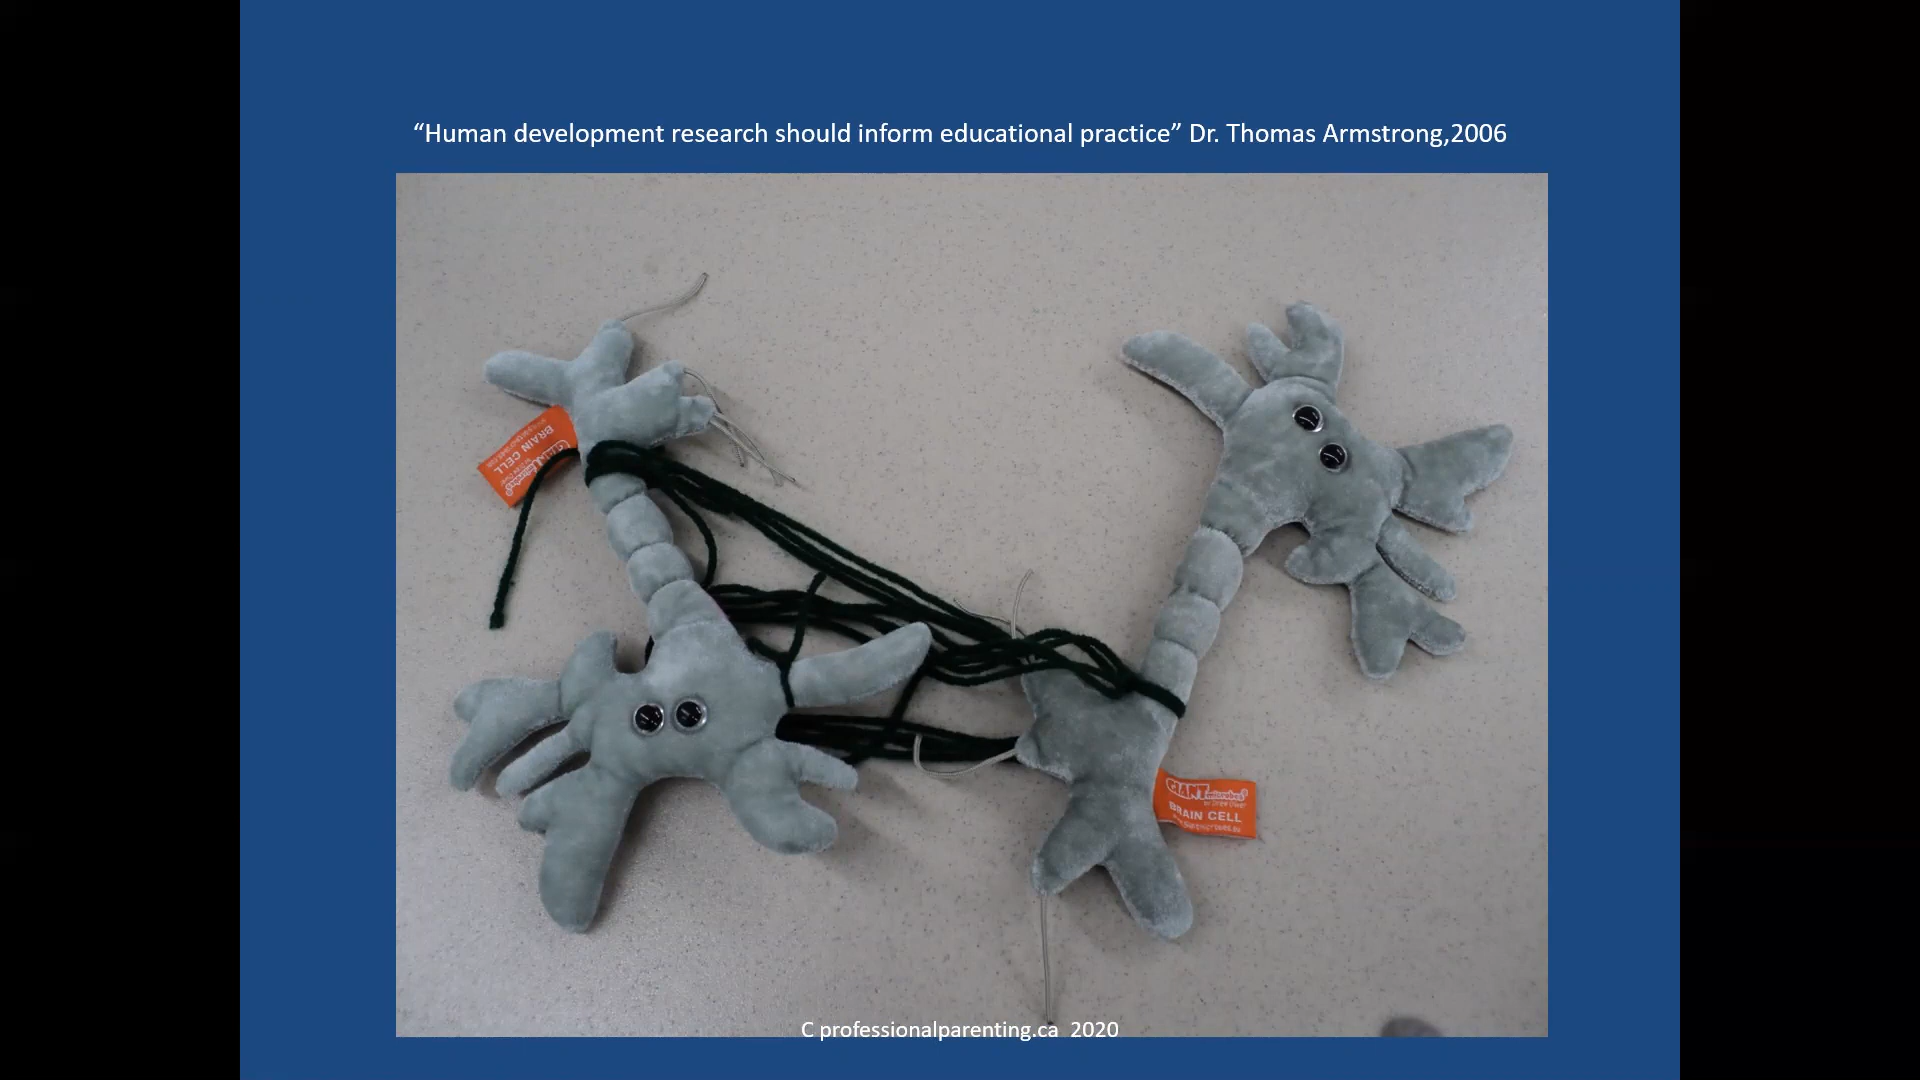 “Human development research should inform educational practice” Dr. Thomas Armstrong,2006
BRAIN CELL
GIANT microbes
BRAIN CELL
C professionalparenting.ca 2020